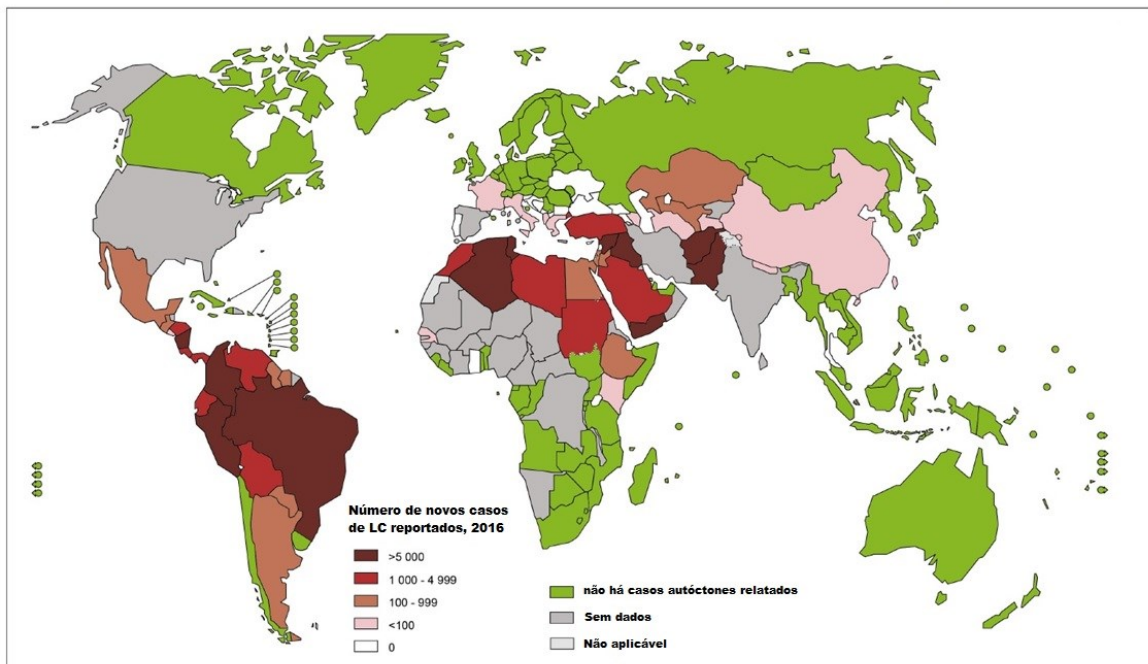 Número de novos casos
de LC reportados, 2016
>5 000
1 000 - 4 999
100 - 999
<100
0
não há casos autóctones relatados
Sem dados
Não aplicável